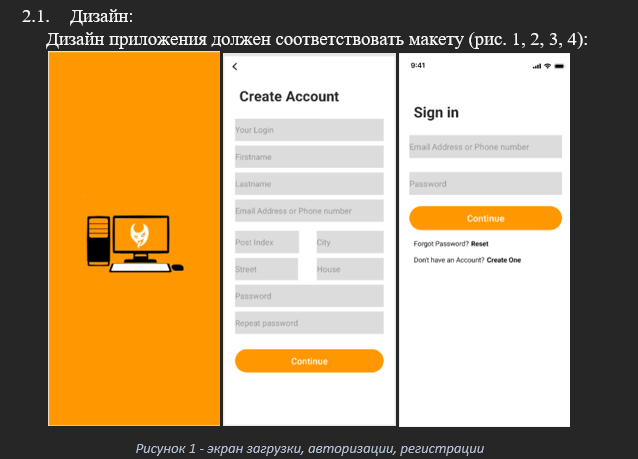 2.1. Дизайн:
Дизайн приложения должен соответствовать макету (рис. 1, 2, 3, 4):
Create Account
Your Login
Firstname
Lastname
Email Address or Phone number
Post Index City
Street House
Password
Repeat password
Continue
9:41
Sign in
Email Address or Phone number
Password
Continue
Forgot Password? Reset
Don't have an Account? Create One
Рисунок 1 - экран загрузки, авторизации, регистрации